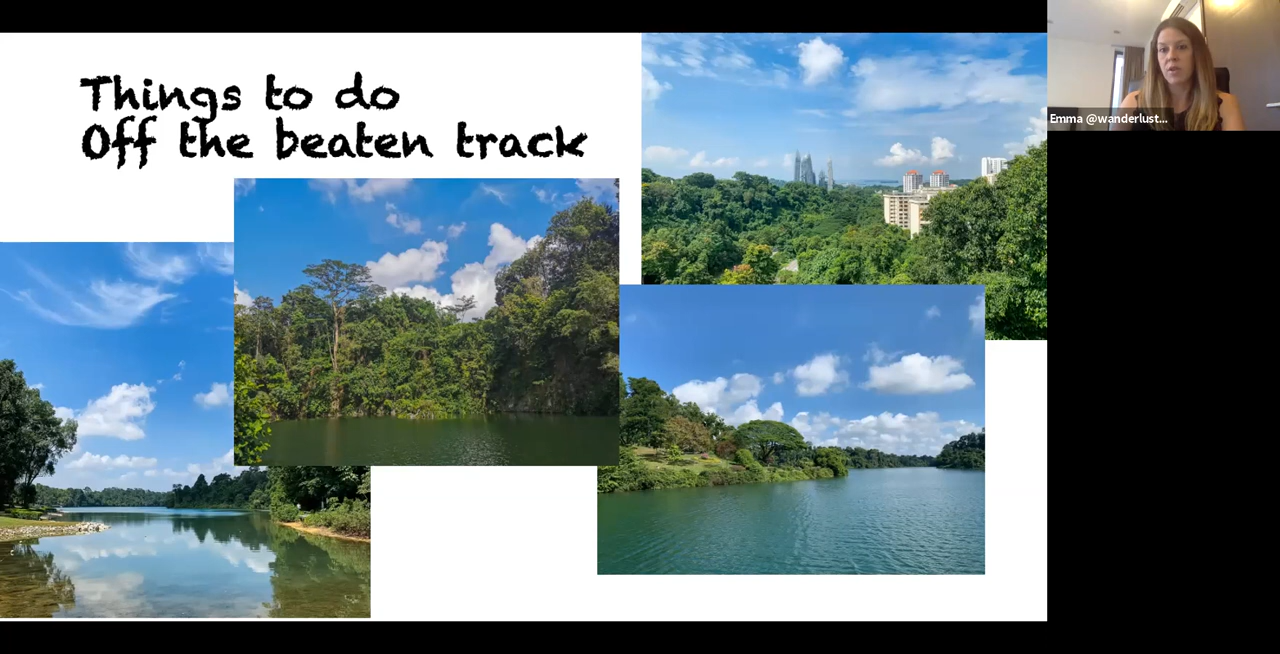 Things to do
Off the beaten track
Emma @wanderlust...